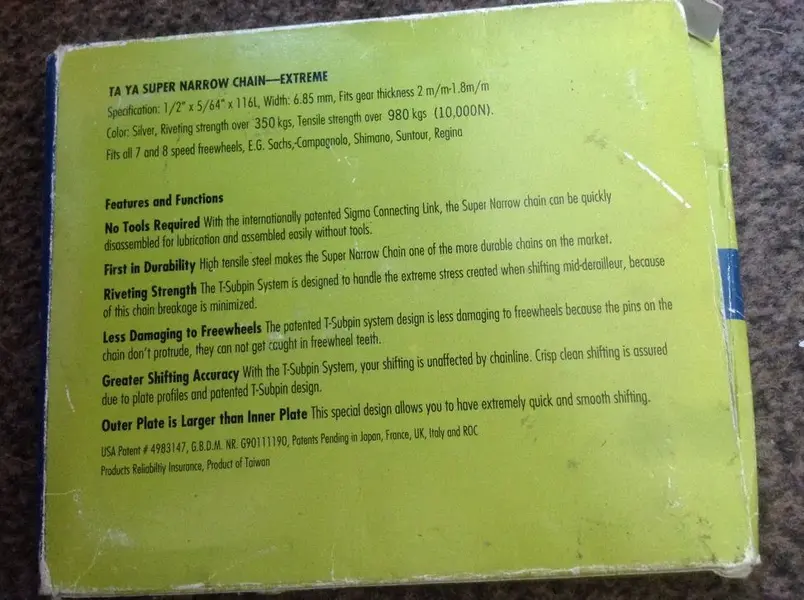 TA YA SUPER NARROW CHAIN—EXTREME
Specification: 1/2" x 5/64" x 116L, Width: 6.85 mm, Fits gear thickness 2 m/m-1.8m/m
Color: Silver, Riveting strength over 350 kgs, Tensile strength over 980 kgs (10,000N).
Fits all 7 and 8 speed freewheels, E.G. Sachs,-Campagnolo, Shimano, Suntour, Regina
Features and Functions
No Tools Required With the internationally patented Sigma Connecting Link, the Super Narrow chain can be quickly
disassembled for lubrication and assembled easily without tools.
First in Durability High tensile steel makes the Super Narrow Chain one of the more durable chains on the market.
Riveting Strength The T-Subpin System is designed to handle the extreme stress created when shifting mid-derailleur, because
of this chain breakage is minimized.
Less Damaging to Freewheels The patented T-Subpin system design is less damaging to freewheels because the pins on the
chain don't protrude, they can not get caught in freewheel teeth.
Greater Shifting Accuracy With the T-Subpin System, your shifting is unaffected by chainline. Crisp clean shifting is assured
due to plate profiles and patented T-Subpin design.
Outer Plate is Larger than Inner Plate This special design allows you to have extremely quick and smooth shifting.
USA Patent # 4983147, G.B.D.M. NR. G90111190, Patents Pending in Japan, France, UK, Italy and ROC
Products Reliabiltiy Insurance, Product of Taiwan